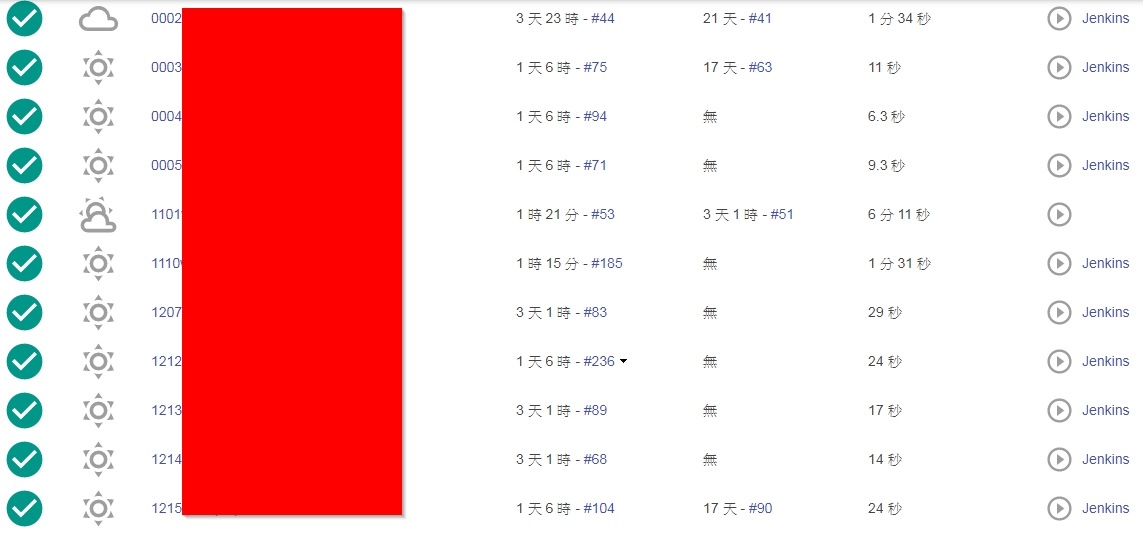 0002 3 天 23 時 - #44 21 天 - #41 1 分 34 秒 Jenkins
0003 1 天 6 時 - #75 17 天 - #63 11 秒 Jenkins
0004 1 天 6 時 - #94 無 6.3 秒 Jenkins
0005 1 天 6 時 - #71 無 9.3 秒 Jenkins
1101 1 時 21 分 - #53 3 天 1 時 - #51 6 分 11 秒
1110 1 時 15 分 - #185 無 1 分 31 秒 Jenkins
1207 3 天 1 時 - #83 無 29 秒 Jenkins
1212 1 天 6 時 - #236 無 24 秒 Jenkins
1213 3 天 1 時 - #89 無 17 秒 Jenkins
1214 3 天 1 時 - #68 無 14 秒 Jenkins
1215 1 天 6 時 - #104 17 天 - #90 24 秒 Jenkins